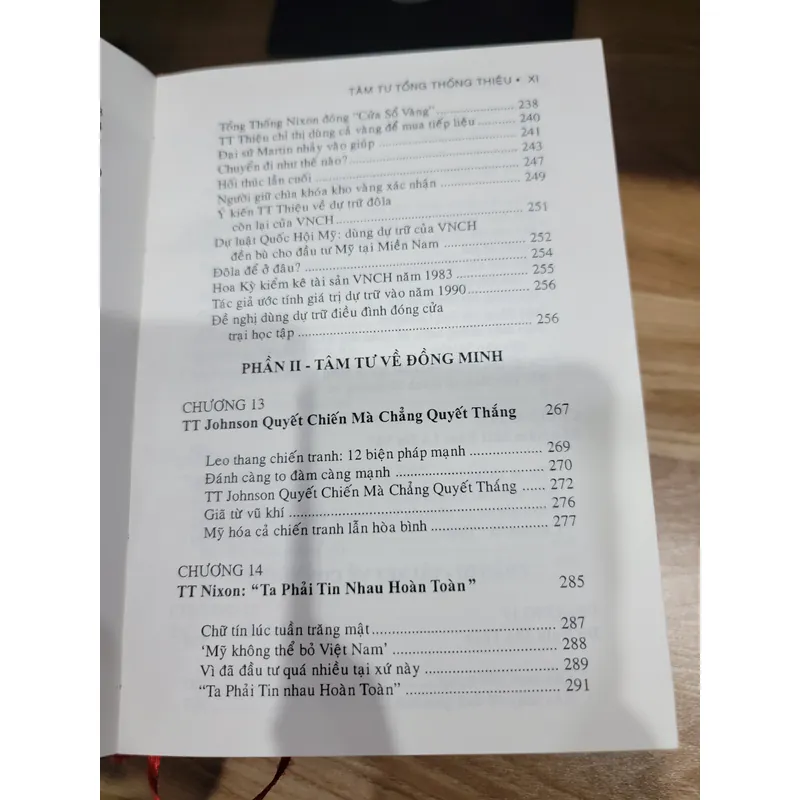 TÂM TƯ TỔNG THỐNG THIỆU • XI
Tổng Thống Nixon đóng "Cửa Sổ Vàng" ........ 238
TT Thiệu chỉ thị dùng cả vàng để mua tiếp liệu ........ 240
Đại sứ Martin nhảy vào giúp ........ 241
Chuyển đi như thế nào? ........ 243
Hối thúc lần cuối ........ 247
Người giữ chìa khóa kho vàng xác nhận ........ 249
Ý kiến TT Thiệu về dự trữ đôla
còn lại của VNCH ........ 251
Dự luật Quốc Hội Mỹ: dùng dự trữ của VNCH
đền bù cho đầu tư Mỹ tại Miền Nam ........ 252
Đôla để ở đâu? ........ 254
Hoa Kỳ kiểm kê tài sản VNCH năm 1983 ........ 255
Tác giả ước tính giá trị dự trữ vào năm 1990 ........ 256
Đề nghị dùng dự trữ điều đình đóng cửa
trại học tập ........ 256
PHẦN II - TÂM TƯ VỀ ĐỒNG MINH
CHƯƠNG 13
TT Johnson Quyết Chiến Mà Chẳng Quyết Thắng 267
Leo thang chiến tranh: 12 biện pháp mạnh ........ 269
Đánh càng to đàm càng mạnh ........ 270
TT Johnson Quyết Chiến Mà Chẳng Quyết Thắng ...... 272
Giã từ vũ khí ........ 276
Mỹ hóa cả chiến tranh lẫn hòa bình ........ 277
CHƯƠNG 14
TT Nixon: "Ta Phải Tin Nhau Hoàn Toàn" 285
Chữ tín lúc tuần trăng mật ........ 287
'Mỹ không thể bỏ Việt Nam' ........ 288
Vì đã đầu tư quá nhiều tại xứ này ........ 289
"Ta Phải Tin nhau Hoàn Toàn" ........ 291